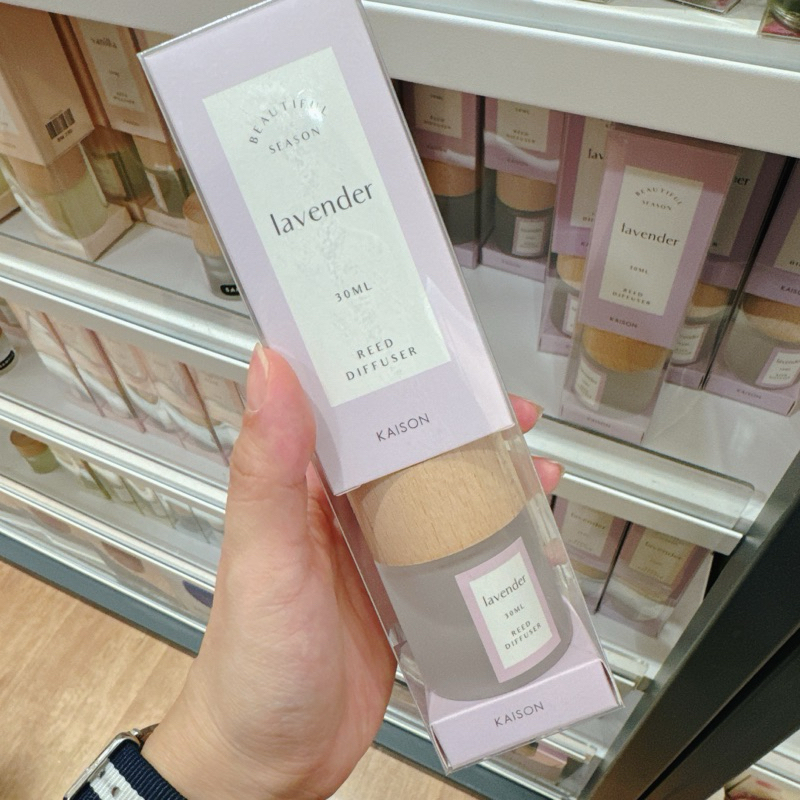 BEAUTIFUL
SEASON
lavender
30ML
REED
DIFFUSER
KAISON
lavender
30ML
REED
DIFFUSER
KAISON
vanilla
BEAUTIFUL
SEASON
lavender
30ML
REED
DIFFUSER
KAISON